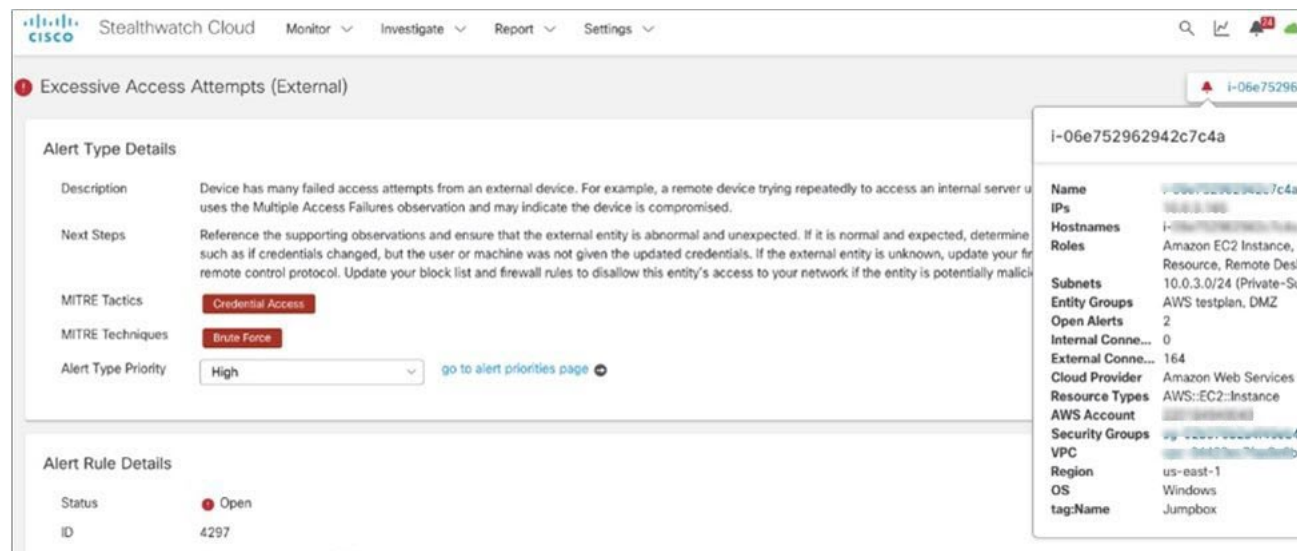 CISCO Stealthwatch Cloud Monitor Investigate Report Settings 24
Excessive Access Attempts (External)
i-06e75296
Alert Type Details
Description Device has many failed access attempts from an external device. For example, a remote device trying repeatedly to access an internal server u
uses the Multiple Access Failures observation and may indicate the device is compromised.
Next Steps Reference the supporting observations and ensure that the external entity is abnormal and unexpected. If it is normal and expected, determine
such as if credentials changed, but the user or machine was not given the updated credentials. If the external entity is unknown, update your fir
remote control protocol. Update your block list and firewall rules to disallow this entity's access to your network if the entity is potentially malici
MITRE Tactics Credential Access
MITRE Techniques Brute Force
Alert Type Priority High go to alert priorities page
Alert Rule Details
Status Open
ID 4297
i-06e752962942c7c4a
Name
IPs
Hostnames
Roles Amazon EC2 Instance,
Resource, Remote Des
Subnets 10.0.3.0/24 (Private-Su
Entity Groups AWS testplan, DMZ
Open Alerts 2
Internal Conne... 0
External Conne... 164
Cloud Provider Amazon Web Services
Resource Types AWS::EC2::Instance
AWS Account
Security Groups
VPC
Region us-east-1
OS Windows
tag:Name Jumpbox